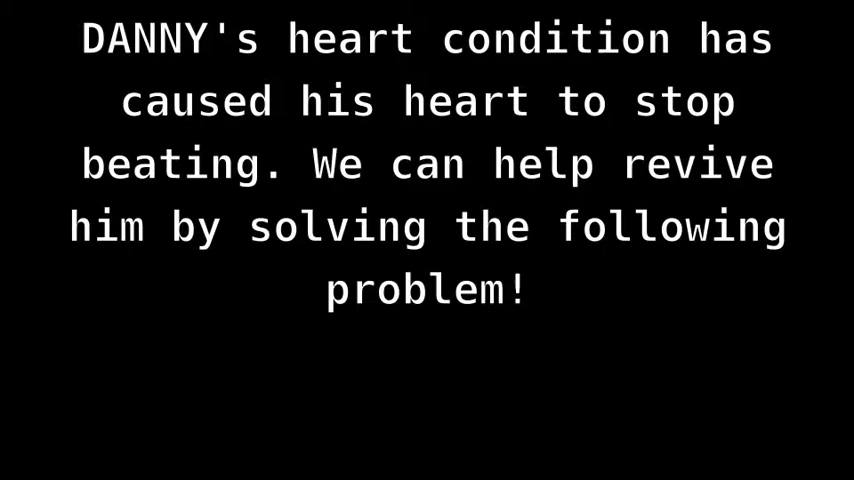 DANNY's heart condition has
caused his heart to stop
beating. We can help revive
him by solving the following
problem!